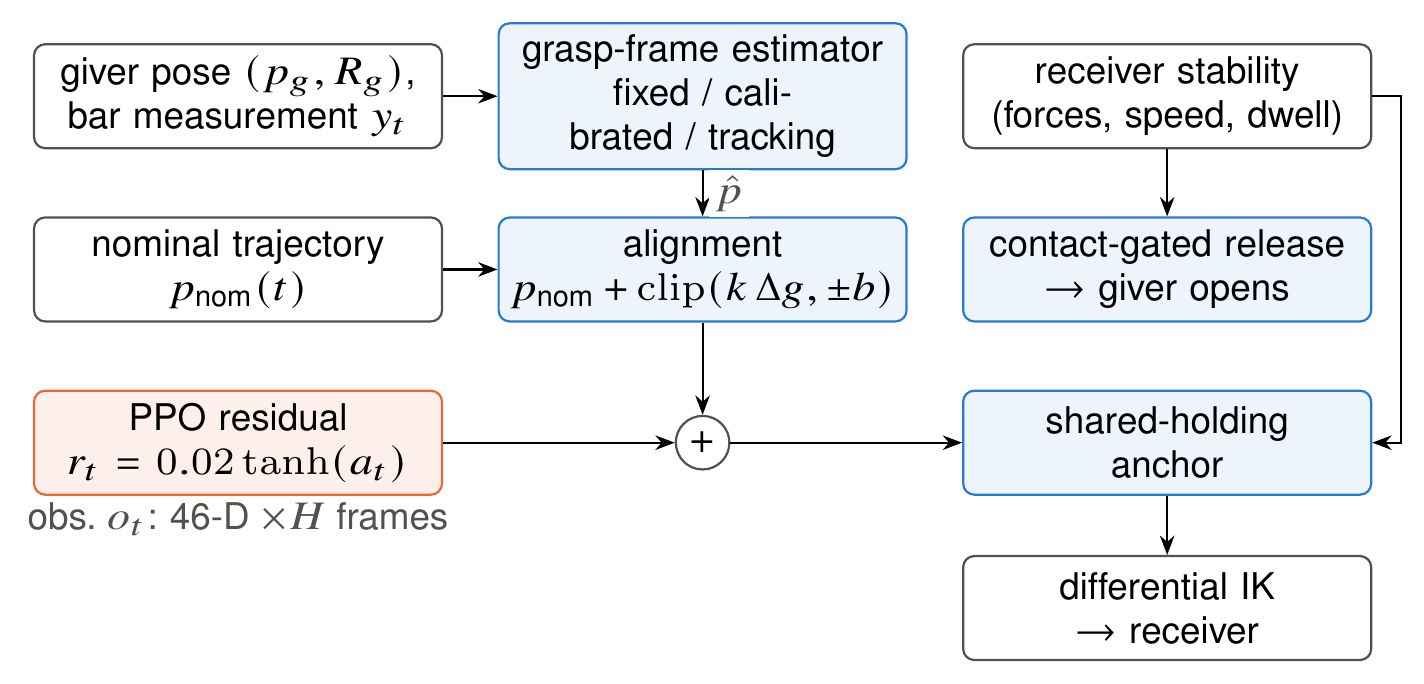 giver pose (p_g, R_g),
bar measurement y_t
grasp-frame estimator
fixed / cali-
brated / tracking
receiver stability
(forces, speed, dwell)
p̂
nominal trajectory
p_nom(t)
alignment
p_nom + clip(k Δg, ±b)
contact-gated release
→ giver opens
PPO residual
r_t = 0.02 tanh(a_t)
obs. o_t: 46-D ×H frames
+
shared-holding
anchor
differential IK
→ receiver